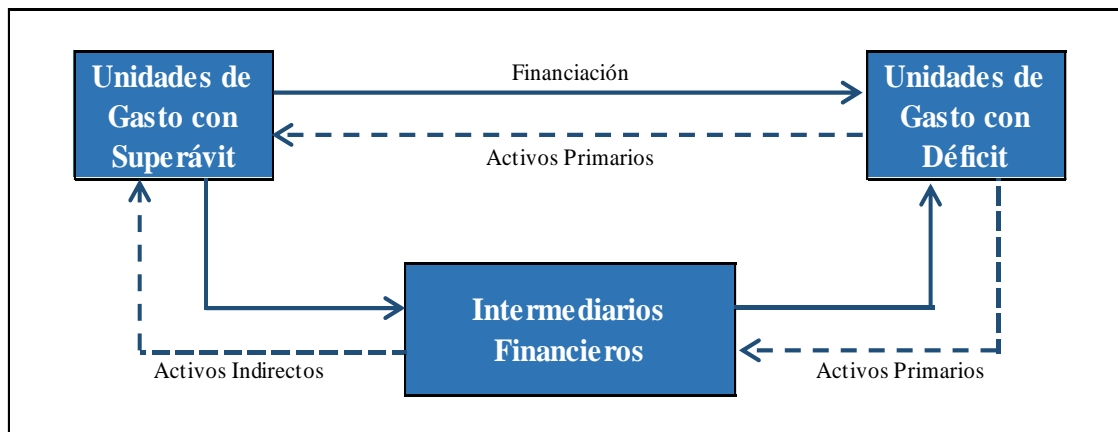 Unidades de
Gasto con
Superávit
Financiación
Activos Primarios
Unidades de
Gasto con
Déficit
Intermediarios
Financieros
Activos Indirectos
Activos Primarios